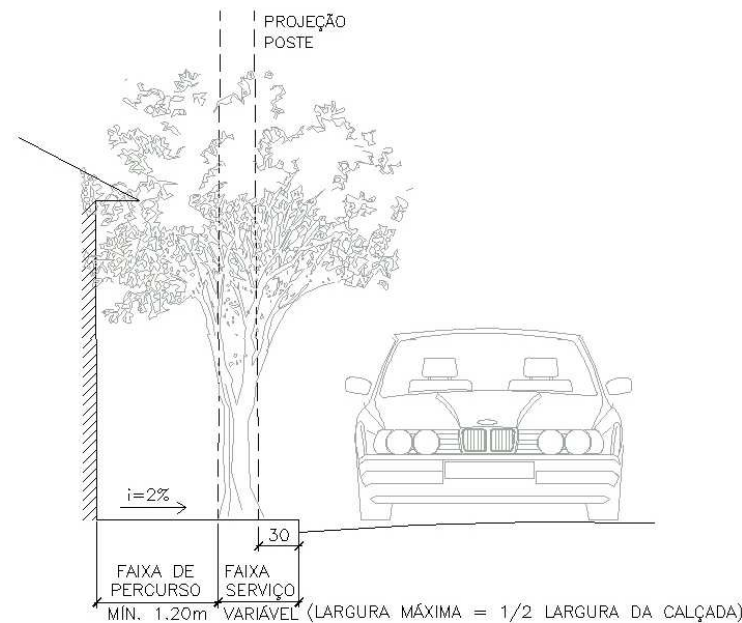 PROJEÇÃO
POSTE
i=2%
30
FAIXA DE
PERCURSO
MÍN. 1.20m
FAIXA
SERVIÇO
VARIÁVEL (LARGURA MÁXIMA = 1/2 LARGURA DA CALÇADA)